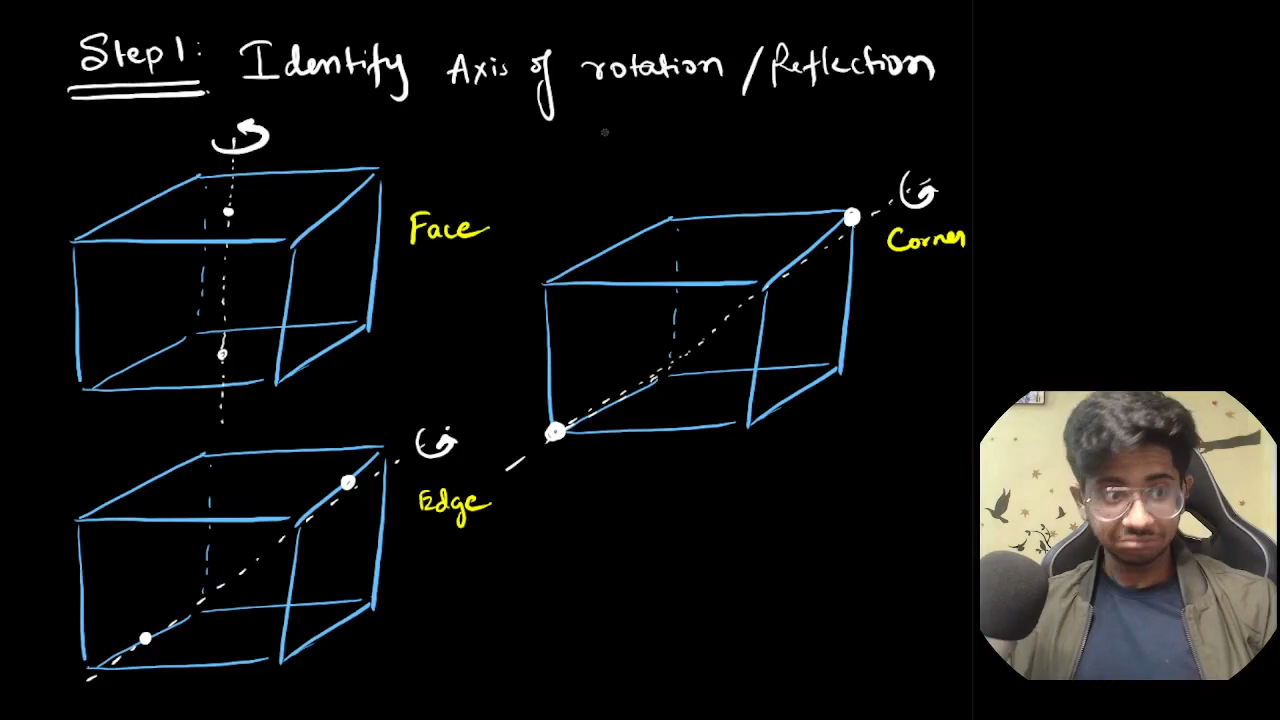 Step 1: Identify Axis of rotation / Reflection
Face
Corner
Edge